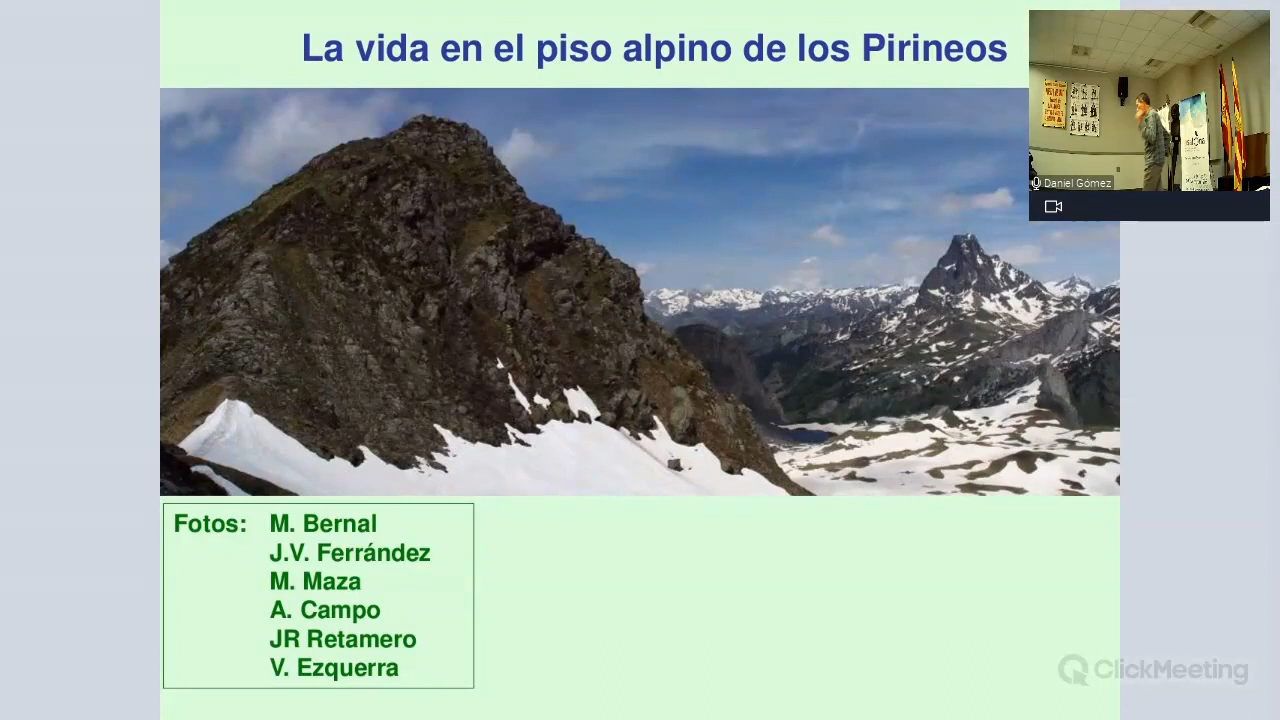 La vida en el piso alpino de los Pirineos
Daniel Gómez
Fotos: M. Bernal
J.V. Ferrández
M. Maza
A. Campo
JR Retamero
V. Ezquerra
ClickMeeting